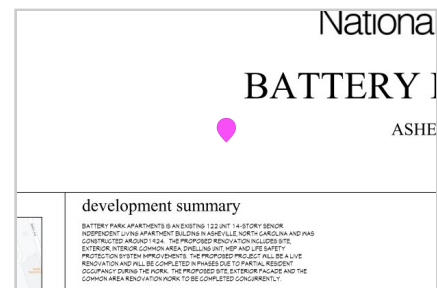 Nationa
BATTERY
ASHE
development summary
BATTERY PARK APARTMENTS IS AN EXISTING 122 UNIT 14-STORY SENIOR
INDEPENDENT LIVING APARTMENT BUILDING IN ASHEVILLE, NORTH CAROLINA AND WAS
CONSTRUCTED AROUND 1924. THE PROPOSED RENOVATION INCLUDES SITE,
EXTERIOR, INTERIOR COMMON AREA, DWELLING UNIT, MEP AND LIFE SAFETY
PROTECTION SYSTEM IMPROVEMENTS. THE PROPOSED PROJECT WILL BE A LIVE
RENOVATION AND WILL BE COMPLETED IN PHASES DUE TO PARTIAL RESIDENT
OCCUPANCY DURING THE WORK. THE PROPOSED SITE, EXTERIOR FACADE AND THE
COMMON AREA RENOVATION WORK TO BE COMPLETED CONCURRENTLY.